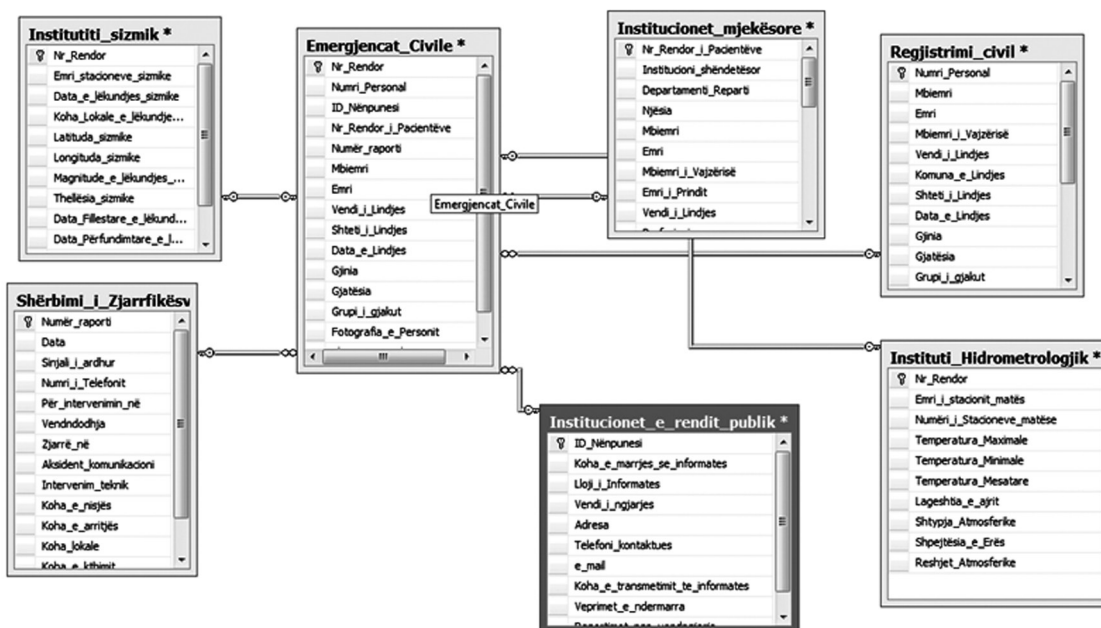 Institutiti_sizmik *
Nr_Rendor
Emri_stacioneve_sizmike
Data_e_lëkundjes_sizmike
Koha_Lokale_e_lëkundje...
Latituda_sizmike
Longituda_sizmike
Magnitude_e_lëkundjes_...
Thellësia_sizmike
Data_Fillestare_e_lëkund...
Data_Përfundimtare_e_l...
Emergjencat_Civile *
Nr_Rendor
Numri_Personal
ID_Nënpunesi
Nr_Rendor_i_Pacientëve
Numër_raporti
Mbiemri
Emri
Vendi_i_Lindjes
Shteti_i_Lindjes
Data_e_Lindjes
Gjinia
Gjatësia
Grupi_i_gjakut
Fotografia_e_Personit
Emergjencat_Civile
Institucionet_mjekësore *
Nr_Rendor_i_Pacientëve
Institucioni_shëndetësor
Departamenti_Reparti
Njësia
Mbiemri
Emri
Mbiemri_i_Vajzërisë
Emri_i_Prindit
Vendi_i_Lindjes
Regjistrimi_civil *
Numri_Personal
Mbiemri
Emri
Mbiemri_i_Vajzërisë
Vendi_i_Lindjes
Komuna_e_Lindjes
Shteti_i_Lindjes
Data_e_Lindjes
Gjinia
Gjatësia
Grupi_i_gjakut
Shërbimi_i_Zjarrfikësv
Numër_raporti
Data
Sinjali_i_ardhur
Numri_i_Telefonit
Për_intervenimin_në
Vendndodhja
Zjarrë_në
Aksident_komunikacioni
Intervenim_teknik
Koha_e_nisjës
Koha_e_arritjës
Koha_lokale
Koha_e_kthimit
Institucionet_e_rendit_publik *
ID_Nënpunesi
Koha_e_marrjes_se_informates
Lloji_i_Informates
Vendi_i_ngjarjes
Adresa
Telefoni_kontaktues
e_mail
Koha_e_transmetimit_te_informates
Veprimet_e_ndermarra
Instituti_Hidrometrologjik *
Nr_Rendor
Emri_i_stacionit_matës
Numëri_i_Stacioneve_matëse
Temperatura_Maximale
Temperatura_Minimale
Temperatura_Mesatare
Lageshtia_e_ajrit
Shtypja_Atmosferike
Shpejtësia_e_Erës
Reshjet_Atmosferike